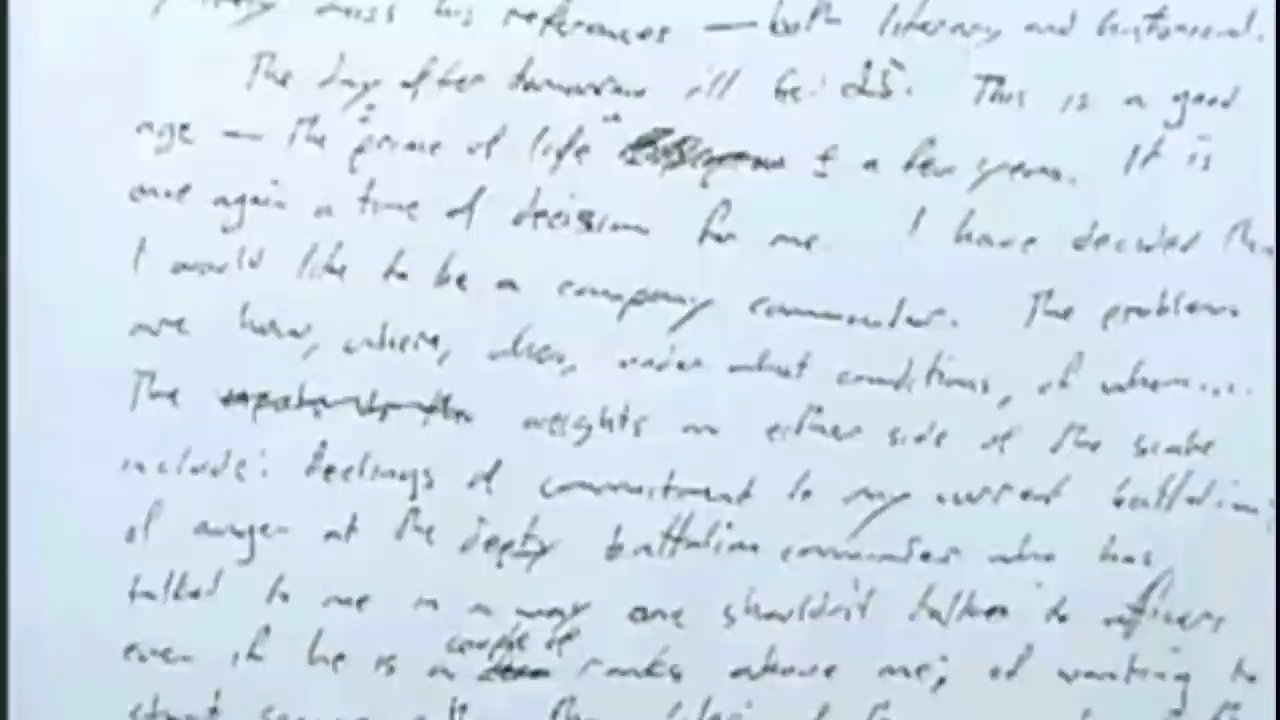 miss his references — both literary and historical.
The day after tomorrow i'll be: 25. This is a good
age — the "prime of life" ± a few years. It is
once again a time of decision for me. I have decided
I would like to be a company commander. The problems
are how, where, when, under what conditions, of whom....
The weights on either side of the scale
include: feelings of commitment to my current battalion;
of anger at the depty battalion commander who has
talked to me in a way one shouldn't talk to officers
even if he is a couple of ranks above me; of wanting to
start